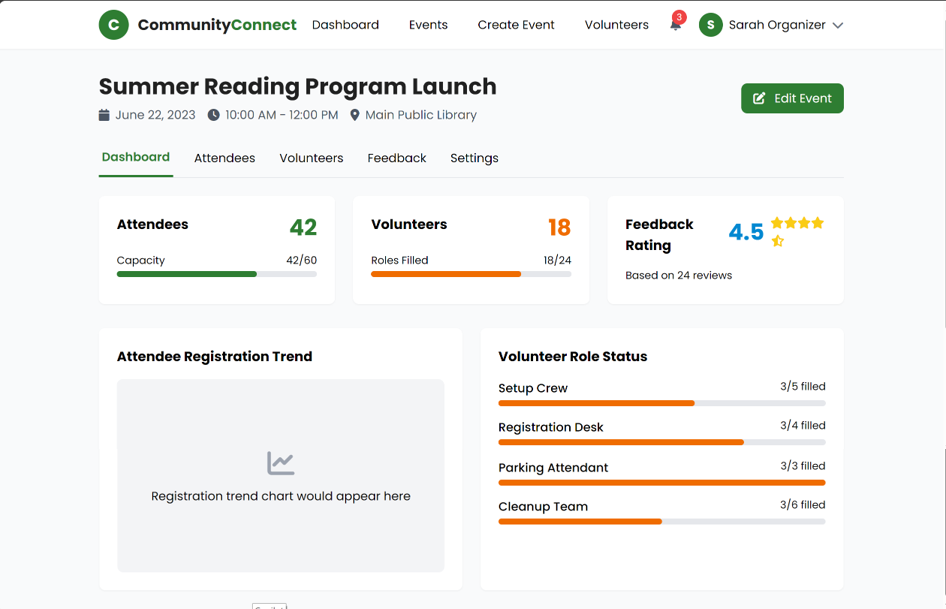 C CommunityConnect Dashboard Events Create Event Volunteers 3 S Sarah Organizer
Summer Reading Program Launch
Edit Event
June 22, 2023 10:00 AM - 12:00 PM Main Public Library
Dashboard Attendees Volunteers Feedback Settings
Attendees 42
Capacity 42/60
Volunteers 18
Roles Filled 18/24
Feedback
Rating
4.5
Based on 24 reviews
Attendee Registration Trend
Registration trend chart would appear here
Volunteer Role Status
Setup Crew 3/5 filled
Registration Desk 3/4 filled
Parking Attendant 3/3 filled
Cleanup Team 3/6 filled